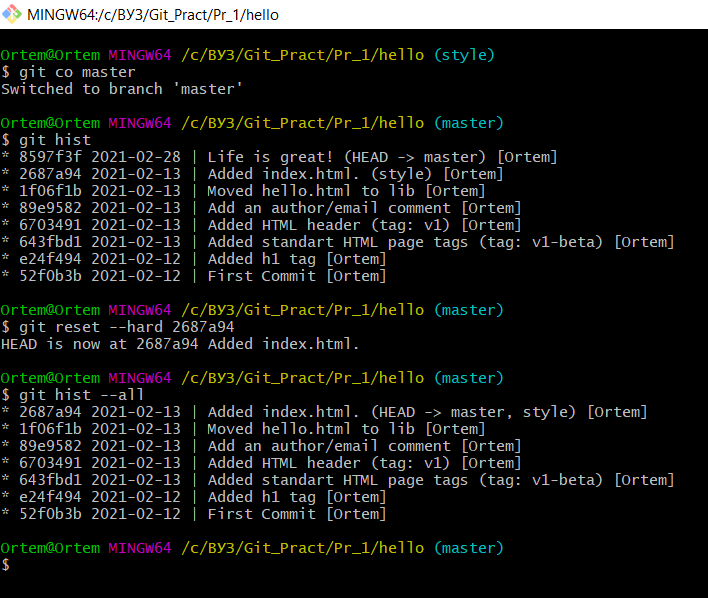 MINGW64:/c/ВУЗ/Git_Pract/Pr_1/hello
Ortem@Ortem MINGW64 /c/ВУЗ/Git_Pract/Pr_1/hello (style)
$ git co master
Switched to branch 'master'
Ortem@Ortem MINGW64 /c/ВУЗ/Git_Pract/Pr_1/hello (master)
$ git hist
* 8597f3f 2021-02-28 | Life is great! (HEAD -> master) [Ortem]
* 2687a94 2021-02-13 | Added index.html. (style) [Ortem]
* 1f06f1b 2021-02-13 | Moved hello.html to lib [Ortem]
* 89e9582 2021-02-13 | Add an author/email comment [Ortem]
* 6703491 2021-02-13 | Added HTML header (tag: v1) [Ortem]
* 643fbd1 2021-02-13 | Added standart HTML page tags (tag: v1-beta) [Ortem]
* e24f494 2021-02-12 | Added h1 tag [Ortem]
* 52f0b3b 2021-02-12 | First Commit [Ortem]
Ortem@Ortem MINGW64 /c/ВУЗ/Git_Pract/Pr_1/hello (master)
$ git reset --hard 2687a94
HEAD is now at 2687a94 Added index.html.
Ortem@Ortem MINGW64 /c/ВУЗ/Git_Pract/Pr_1/hello (master)
$ git hist --all
* 2687a94 2021-02-13 | Added index.html. (HEAD -> master, style) [Ortem]
* 1f06f1b 2021-02-13 | Moved hello.html to lib [Ortem]
* 89e9582 2021-02-13 | Add an author/email comment [Ortem]
* 6703491 2021-02-13 | Added HTML header (tag: v1) [Ortem]
* 643fbd1 2021-02-13 | Added standart HTML page tags (tag: v1-beta) [Ortem]
* e24f494 2021-02-12 | Added h1 tag [Ortem]
* 52f0b3b 2021-02-12 | First Commit [Ortem]
Ortem@Ortem MINGW64 /c/ВУЗ/Git_Pract/Pr_1/hello (master)
$